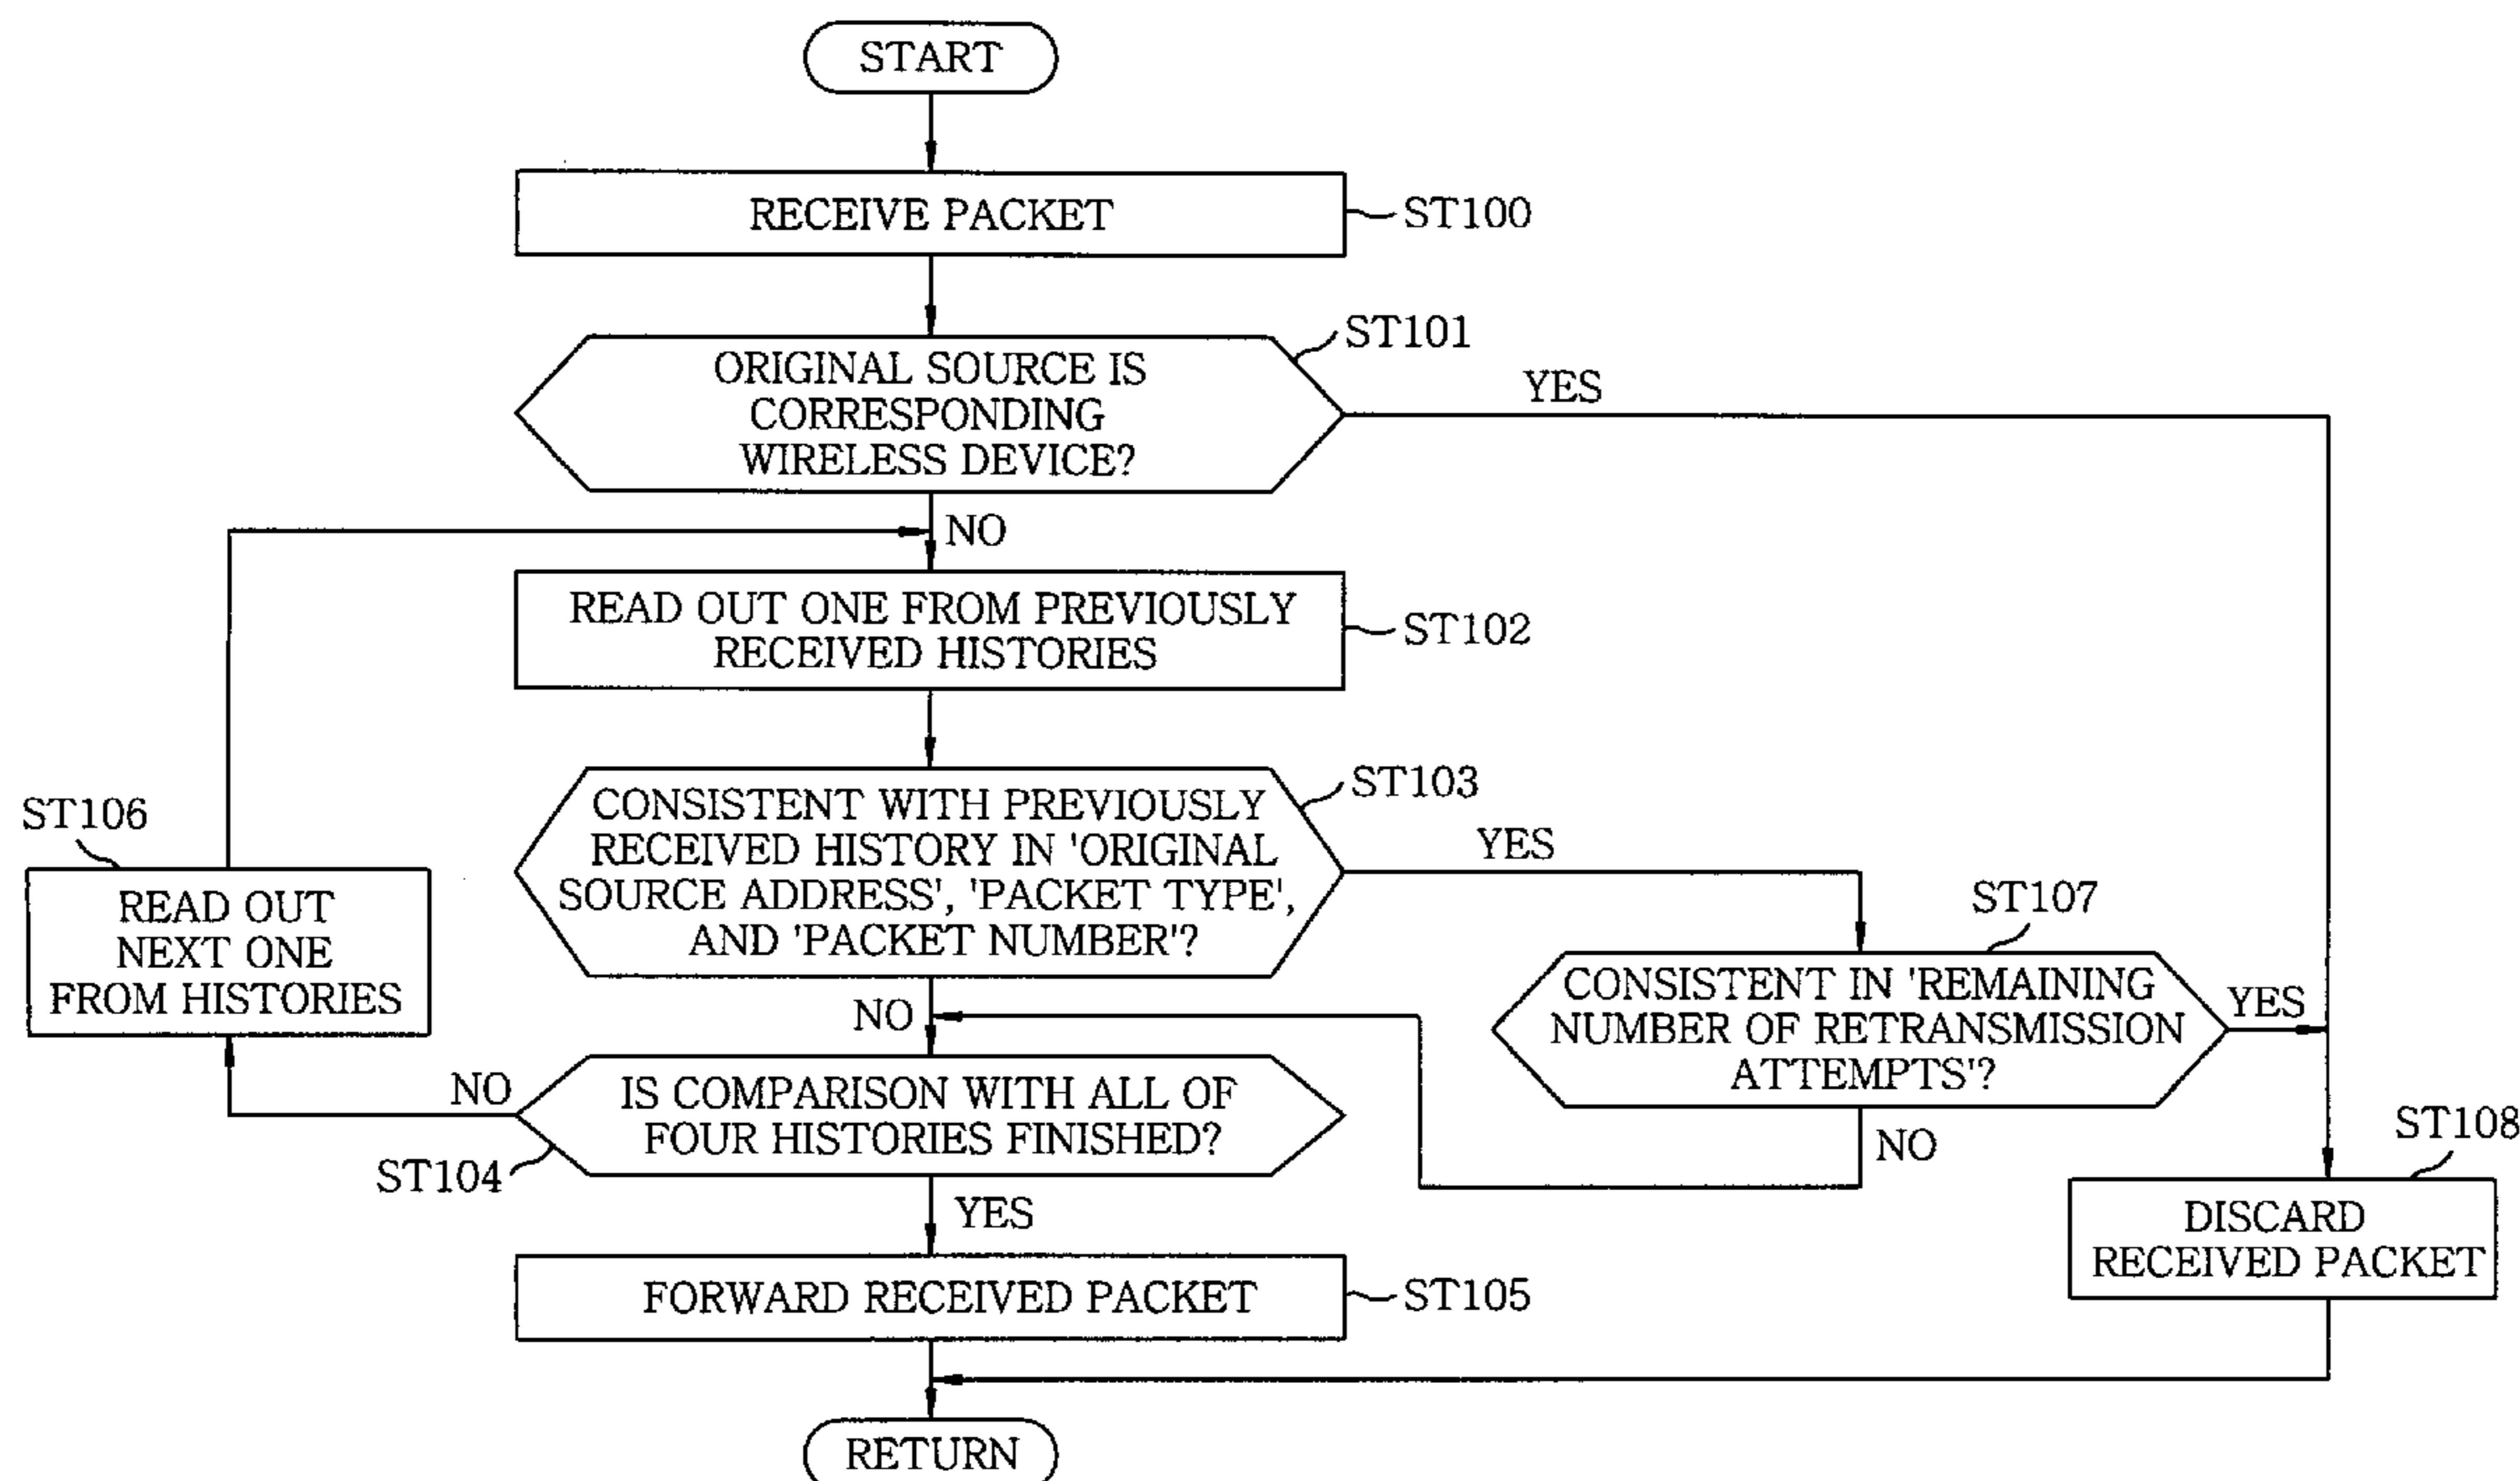 START
RECEIVE PACKET
ST100
ST101
ORIGINAL SOURCE IS
CORRESPONDING
WIRELESS DEVICE?
YES
NO
READ OUT ONE FROM PREVIOUSLY
RECEIVED HISTORIES
ST102
ST103
CONSISTENT WITH PREVIOUSLY
RECEIVED HISTORY IN 'ORIGINAL
SOURCE ADDRESS', 'PACKET TYPE',
AND 'PACKET NUMBER'?
YES
NO
ST106
READ OUT
NEXT ONE
FROM HISTORIES
ST107
CONSISTENT IN 'REMAINING
NUMBER OF RETRANSMISSION
ATTEMPTS'?
YES
NO
NO
IS COMPARISON WITH ALL OF
FOUR HISTORIES FINISHED?
ST104
YES
ST108
DISCARD
RECEIVED PACKET
FORWARD RECEIVED PACKET
ST105
RETURN